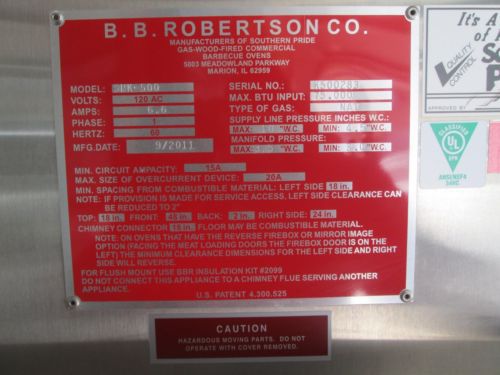 B. B. ROBERTSON CO.
MANUFACTURERS OF SOUTHERN PRIDE
GAS-WOOD-FIRED COMMERCIAL
BARBECUE OVENS
5003 MEADOWLAND PARKWAY
MARION, IL 62959
MODEL: -500 SERIAL NO.:
VOLTS: 120 AC MAX. BTU INPUT: 75,000
AMPS: 6.6 TYPE OF GAS: NAT
PHASE: 1 SUPPLY LINE PRESSURE INCHES W.C.
HERTZ: 60 MAX: "W.C. MIN: "W.C.
MFG.DATE: 9/2011 MANIFOLD PRESSURE:
MAX: "W.C. MIN: "W.C.
MIN. CIRCUIT AMPACITY: 15A
MAX. SIZE OF OVERCURRENT DEVICE: 20A
MIN. SPACING FROM COMBUSTIBLE MATERIAL: LEFT SIDE 18 in.
NOTE: IF PROVISION IS MADE FOR SERVICE ACCESS, LEFT SIDE CLEARANCE CAN
BE REDUCED TO 2"
TOP: 18 in. FRONT: 48 in. BACK: 2 in. RIGHT SIDE: 24 in.
CHIMNEY CONNECTOR 18 in. FLOOR MAY BE COMBUSTIBLE MATERIAL.
NOTE: ON OVENS THAT HAVE THE REVERSE FIREBOX OR MIRROR IMAGE
OPTION (FACING THE MEAT LOADING DOORS THE FIREBOX DOOR IS ON THE
LEFT) THE MINIMUM CLEARANCE DIMENSIONS FOR THE LEFT AND RIGHT
SIDE WILL REVERSE.
FOR FLUSH MOUNT USE BBR INSULATION KIT #2099
DO NOT CONNECT THIS APPLIANCE TO A CHIMNEY FLUE SERVING ANOTHER
APPLIANCE.
U.S. PATENT 4,300,525
CAUTION
HAZARDOUS MOVING PARTS. DO NOT
OPERATE WITH COVER REMOVED.
It's A
QUALITY
CONTROL
APPROVED BY
CLASSIFIED
EPH
ANSI/NSF4